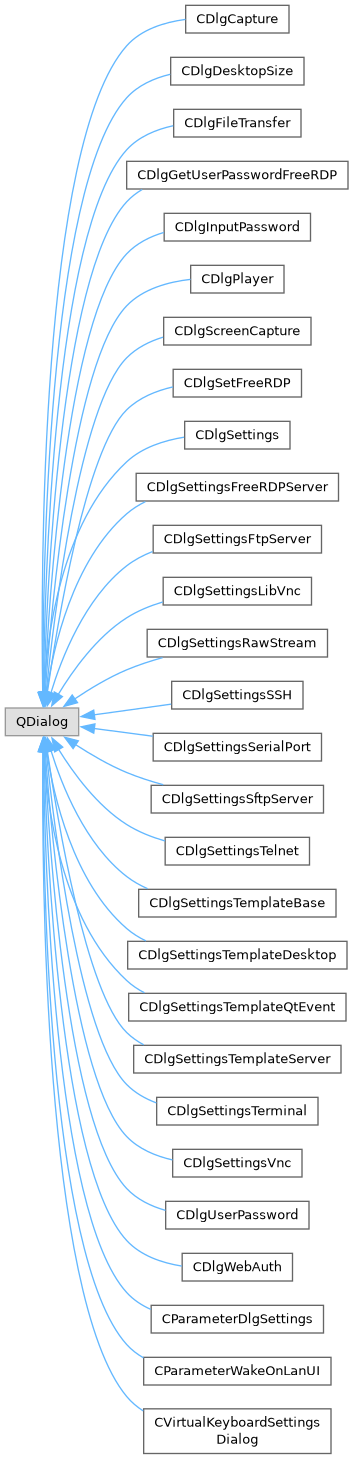 CDlgCapture
CDlgDesktopSize
CDlgFileTransfer
CDlgGetUserPasswordFreeRDP
CDlgInputPassword
CDlgPlayer
CDlgScreenCapture
CDlgSetFreeRDP
CDlgSettings
CDlgSettingsFreeRDPServer
CDlgSettingsFtpServer
CDlgSettingsLibVnc
CDlgSettingsRawStream
CDlgSettingsSSH
QDialog
CDlgSettingsSerialPort
CDlgSettingsSftpServer
CDlgSettingsTelnet
CDlgSettingsTemplateBase
CDlgSettingsTemplateDesktop
CDlgSettingsTemplateQtEvent
CDlgSettingsTemplateServer
CDlgSettingsTerminal
CDlgSettingsVnc
CDlgUserPassword
CDlgWebAuth
CParameterDlgSettings
CParameterWakeOnLanUI
CVirtualKeyboardSettings
Dialog